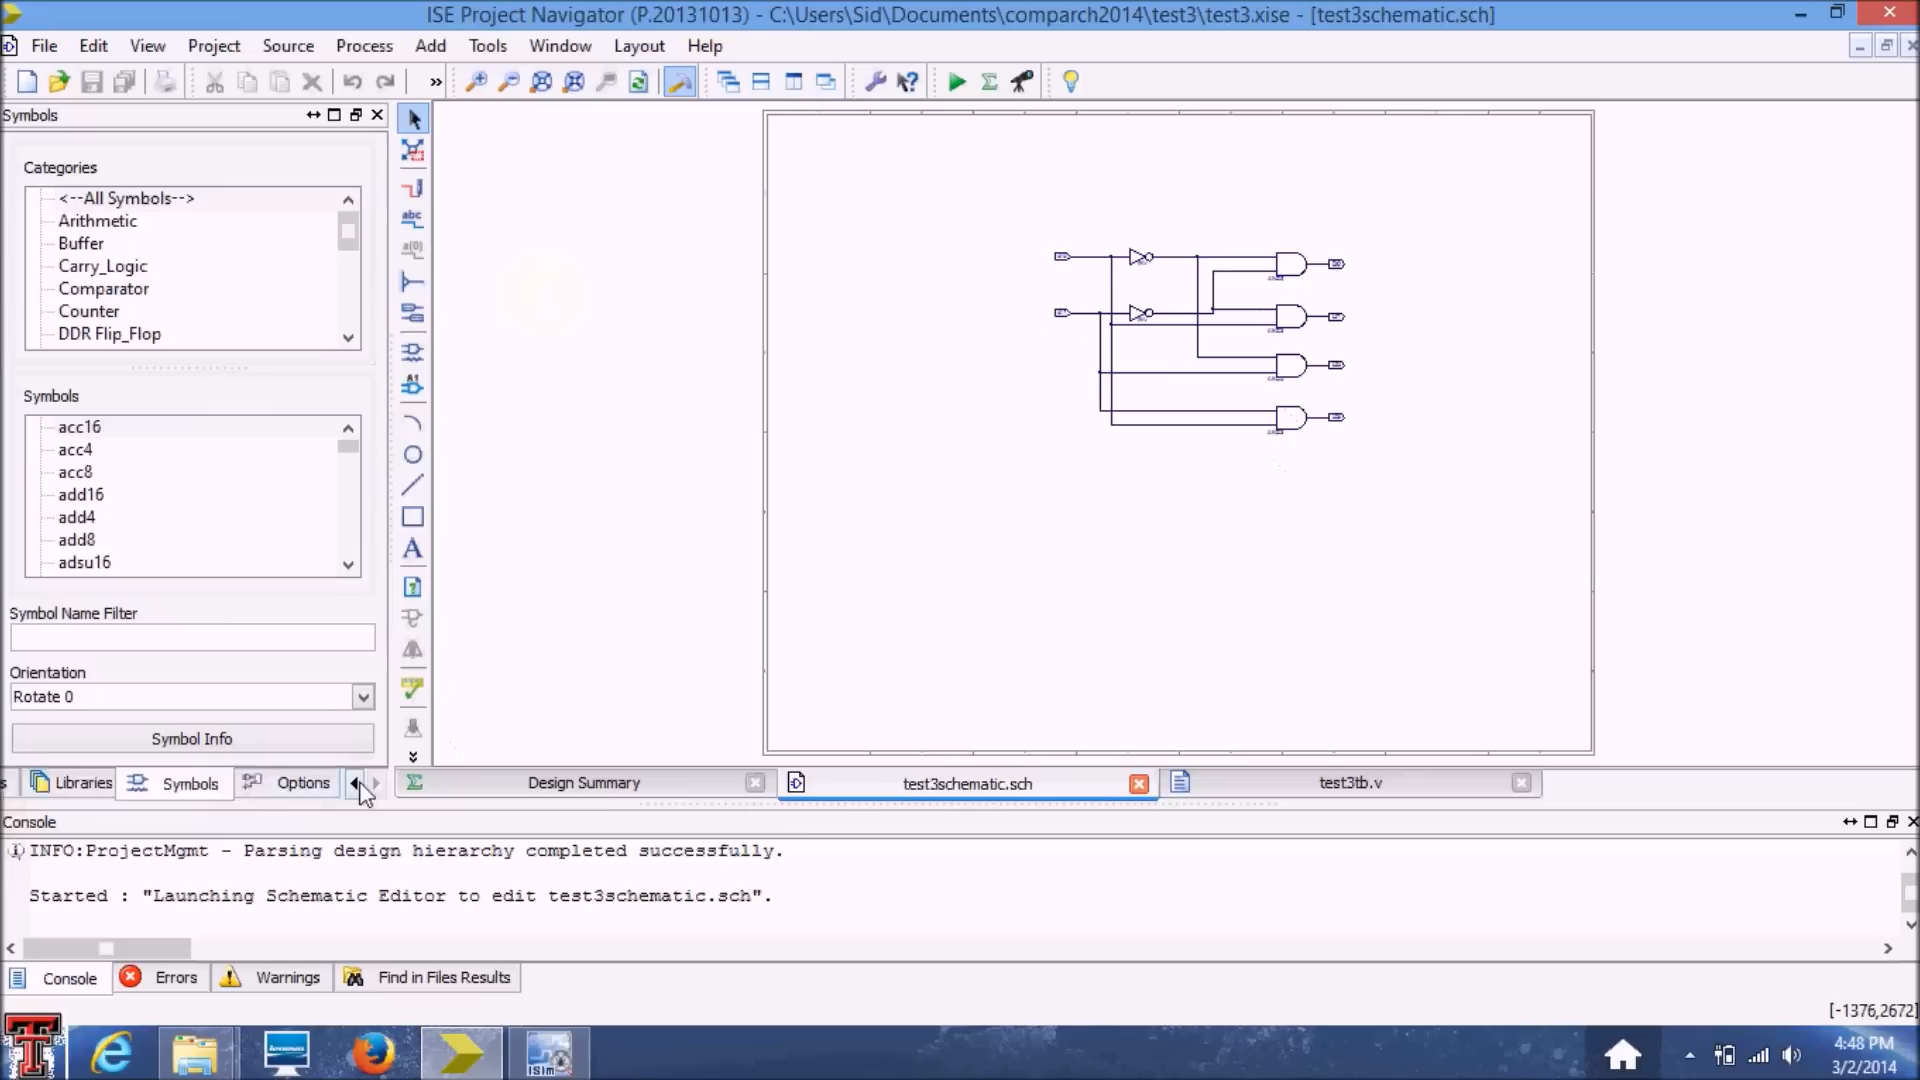 ISE Project Navigator (P.20131013) - C:\Users\Sid\Documents\comparch2014\test3\test3.xise - [test3schematic.sch]
File Edit View Project Source Process Add Tools Window Layout Help
»
Symbols
Categories
<--All Symbols-->
Arithmetic
Buffer
Carry_Logic
Comparator
Counter
DDR Flip_Flop
Symbols
acc16
acc4
acc8
add16
add4
add8
adsu16
Symbol Name Filter
Orientation
Rotate 0
Symbol Info
abc
a(0)
A1
A
s Libraries Symbols Options
Design Summary test3schematic.sch test3tb.v
Console
INFO:ProjectMgmt - Parsing design hierarchy completed successfully.
Started : "Launching Schematic Editor to edit test3schematic.sch".
Console Errors Warnings Find in Files Results
[-1376,2672]
ISim
4:48 PM
3/2/2014